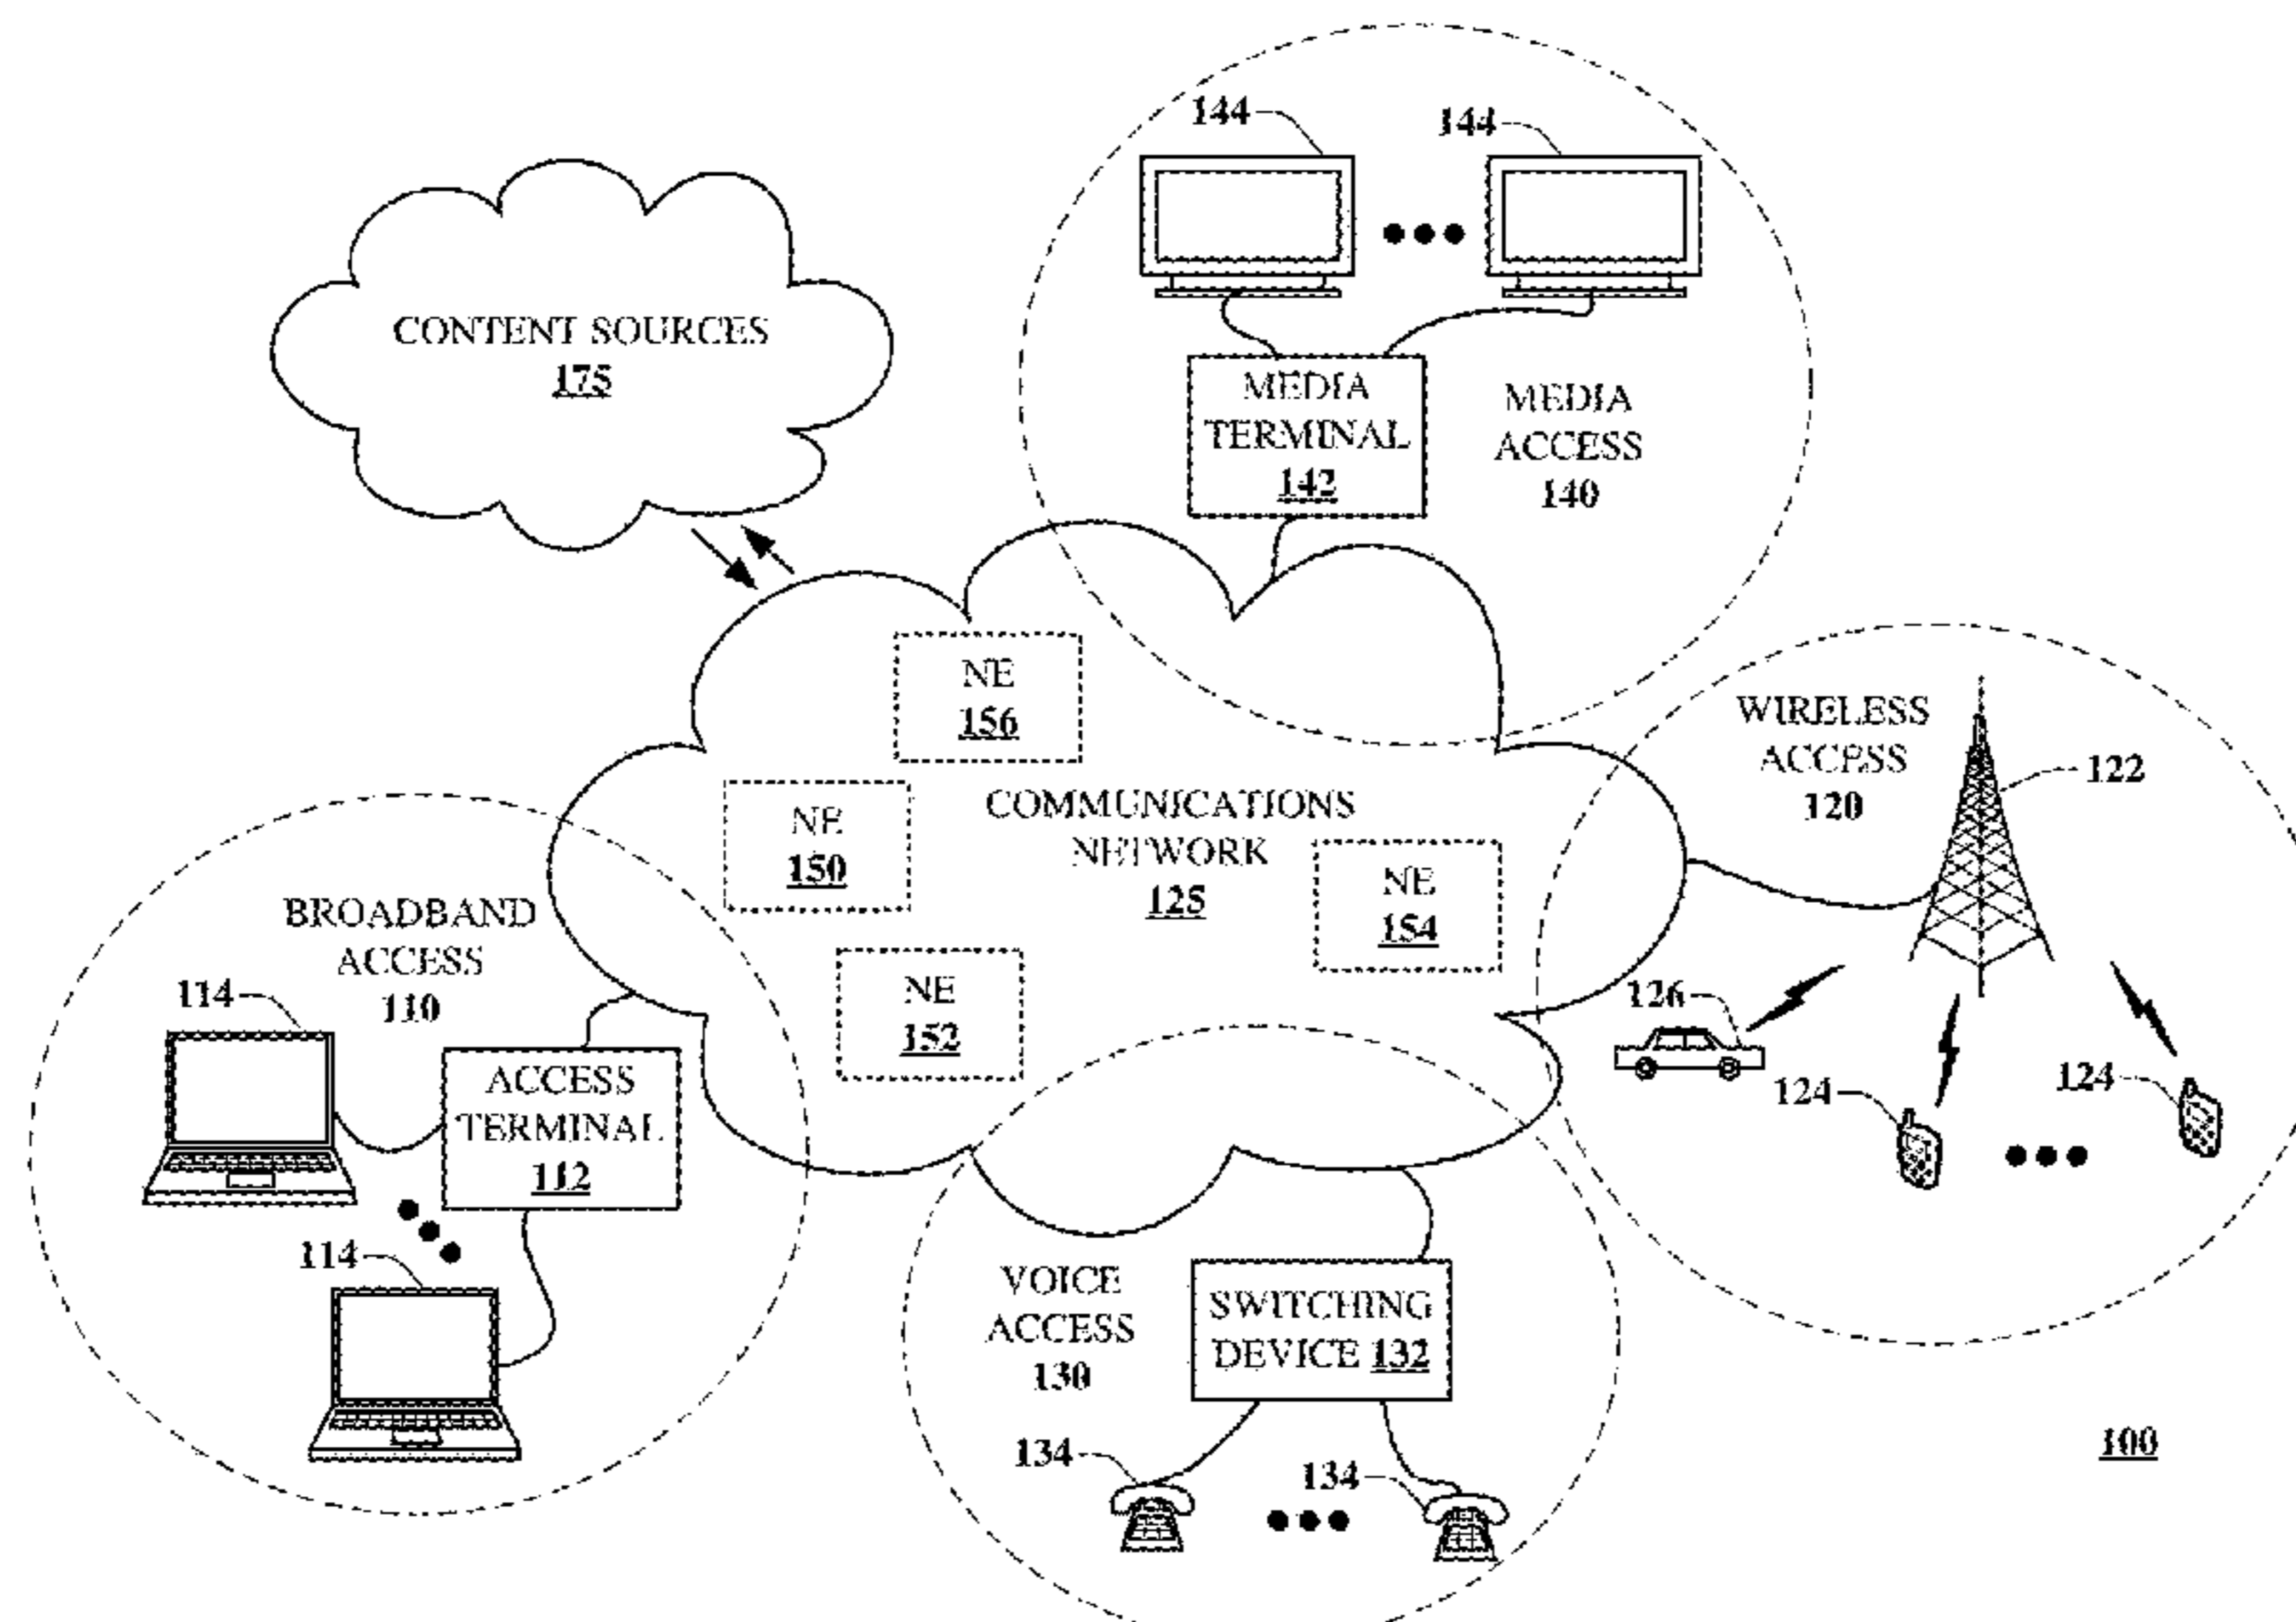 144
144
CONTENT SOURCES
175
MEDIA
TERMINAL
142
MEDIA
ACCESS
140
NE
156
WIRELESS
ACCESS
120
122
NE
150
COMMUNICATIONS
NETWORK
125
NE
154
BROADBAND
ACCESS
110
NE
152
114
126
124
124
ACCESS
TERMINAL
112
114
VOICE
ACCESS
130
SWITCHING
DEVICE 132
134
134
100